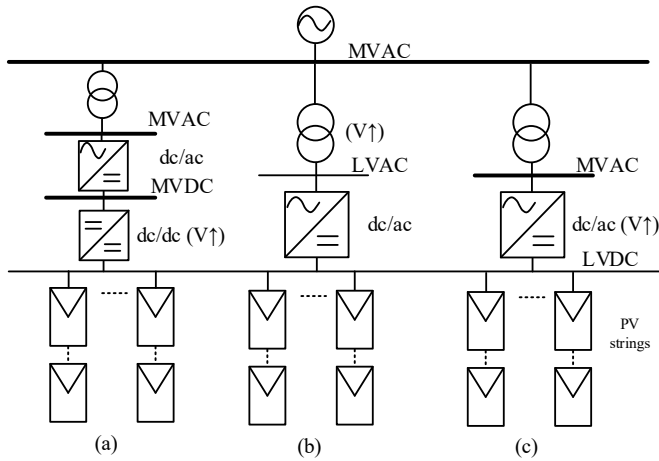 MVAC
MVAC
dc/ac
MVDC
dc/dc (V↑)
(V↑)
LVAC
dc/ac
MVAC
dc/ac (V↑)
LVDC
PV
strings
(a)
(b)
(c)